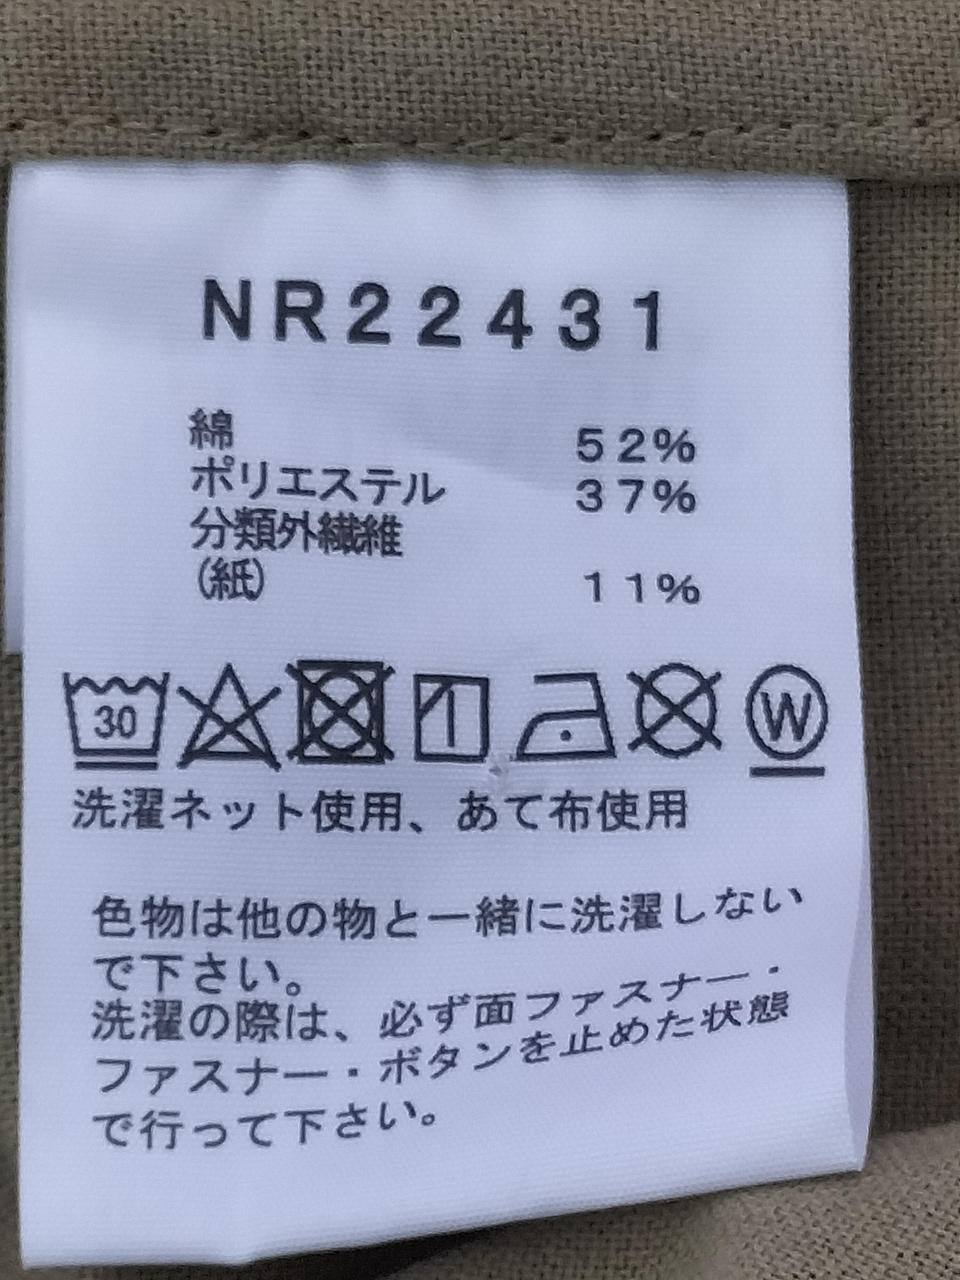 NR22431
綿 52%
ポリエステル 37%
分類外繊維
(紙) 11%
30 W
洗濯ネット使用、あて布使用
色物は他の物と一緒に洗濯しない
で下さい。
洗濯の際は、必ず面ファスナー・
ファスナー・ボタンを止めた状態
で行って下さい。